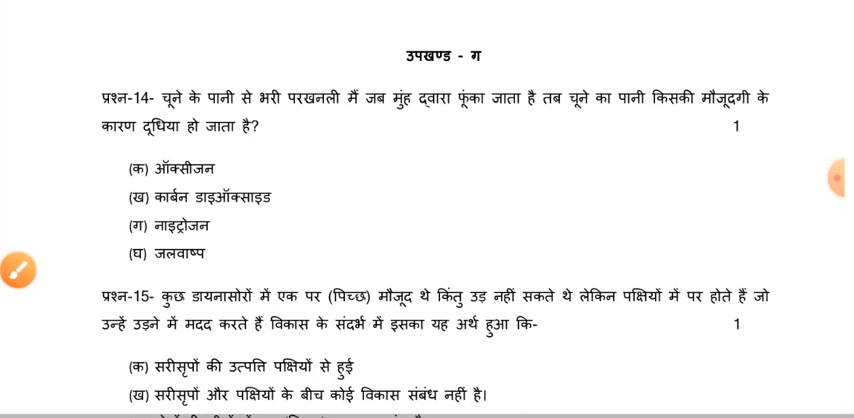 उपखण्ड - ग
प्रश्न-14- चूने के पानी से भरी परखनली मैं जब मुंह द्वारा फूंका जाता है तब चूने का पानी किसकी मौजूदगी के
कारण दूधिया हो जाता है? 1
(क) ऑक्सीजन
(ख) कार्बन डाइऑक्साइड
(ग) नाइट्रोजन
(घ) जलवाष्प
प्रश्न-15- कुछ डायनासोरों में एक पर (पिच्छ) मौजूद थे किंतु उड़ नहीं सकते थे लेकिन पक्षियों में पर होते हैं जो
उन्हें उड़ने में मदद करते हैं विकास के संदर्भ में इसका यह अर्थ हुआ कि- 1
(क) सरीसृपों की उत्पत्ति पक्षियों से हुई
(ख) सरीसृपों और पक्षियों के बीच कोई विकास संबंध नहीं है।